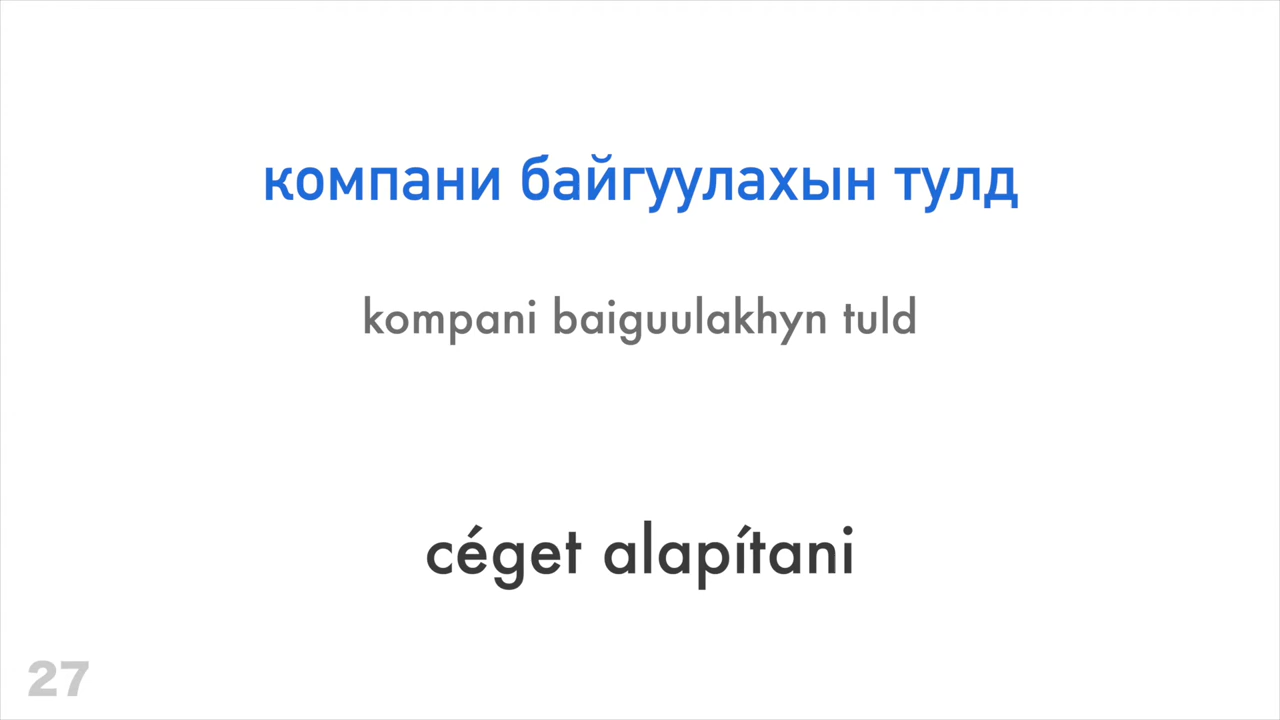 компани байгуулахын тулд
kompani baiguulakhyn tuld
céget alapítani
27